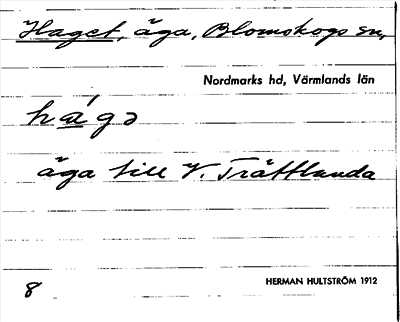 Haget, äga, Blomskogs sn,
Nordmarks hd, Värmlands län
hágə
äga till V. Trättlanda
8
HERMAN HULTSTRÖM 1912